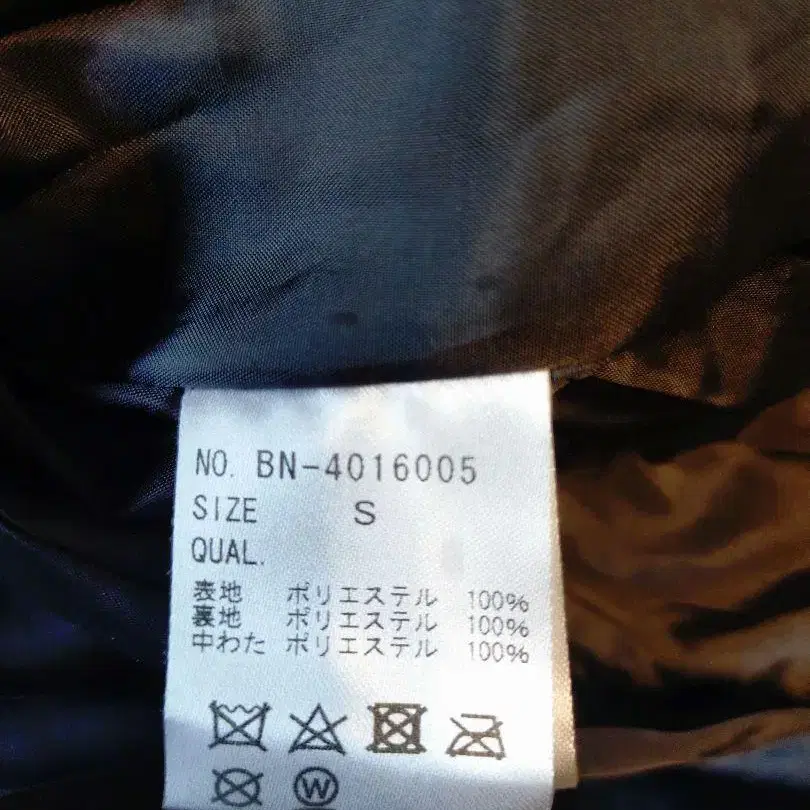 NO. BN-4016005
SIZE S
QUAL.
表地 ポリエステル 100%
裏地 ポリエステル 100%
中わた ポリエステル 100%
W